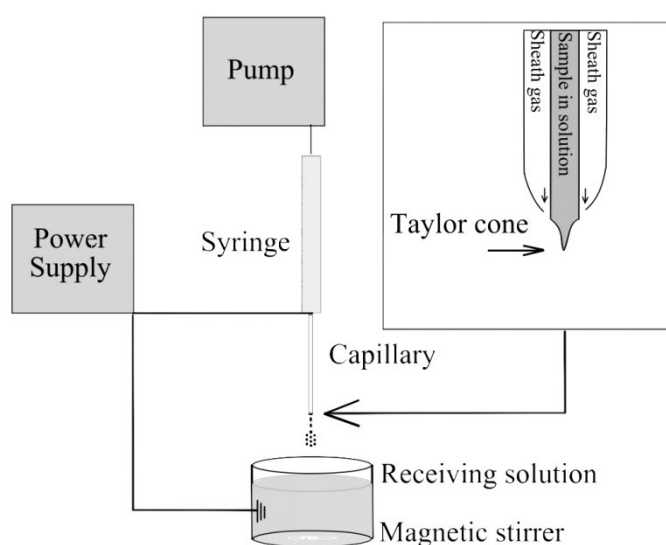 Pump
Sheath gas
Sample in solution
Sheath gas
Taylor cone
Power
Supply
Syringe
Capillary
Receiving solution
Magnetic stirrer